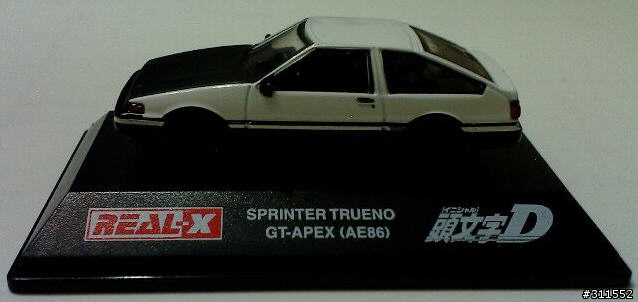 REAL-X
SPRINTER TRUENO
GT-APEX (AE86)
[イニシャル]
頭文字D
#311552